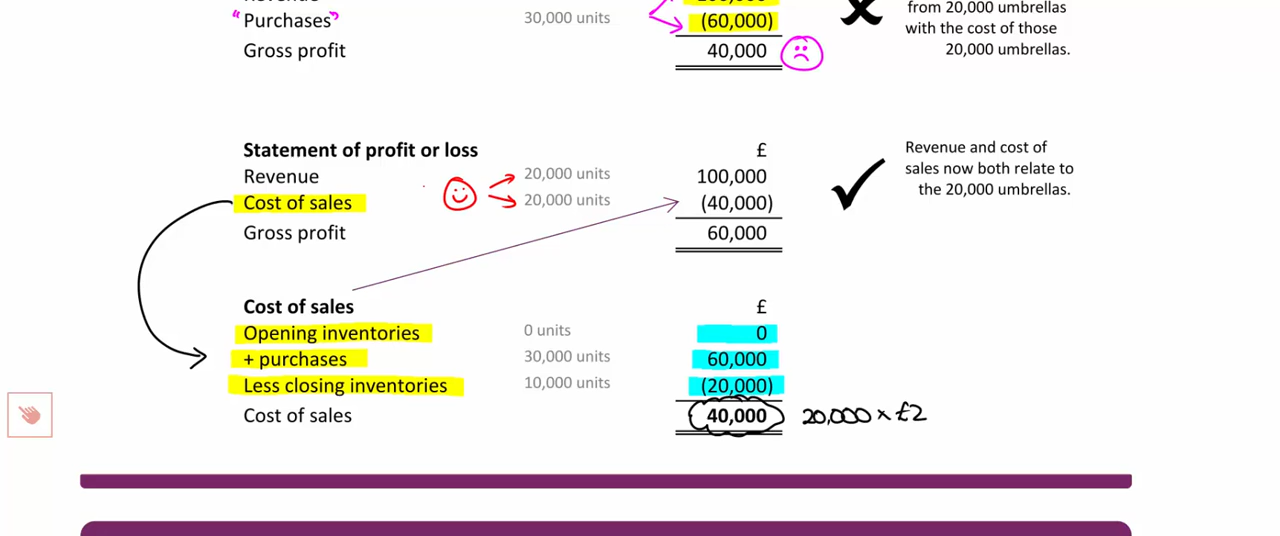 "Purchases" 30,000 units (60,000)
Gross profit 40,000
from 20,000 umbrellas
with the cost of those
20,000 umbrellas.
Statement of profit or loss £
Revenue 20,000 units 100,000
Cost of sales 20,000 units (40,000)
Gross profit 60,000
Revenue and cost of
sales now both relate to
the 20,000 umbrellas.
Cost of sales £
Opening inventories 0 units 0
+ purchases 30,000 units 60,000
Less closing inventories 10,000 units (20,000)
Cost of sales 40,000 20,000 x £2